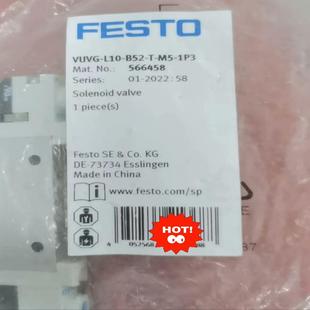 FESTO
VUVG-L10-B52-T-M5-1P3
Mat. No.: 566458
Series: 01-2022: S8
Solenoid valve
1 piece(s)
Festo SE & Co. KG
DE-73734 Esslingen
Made in China
www.festo.com/sp
HOT!